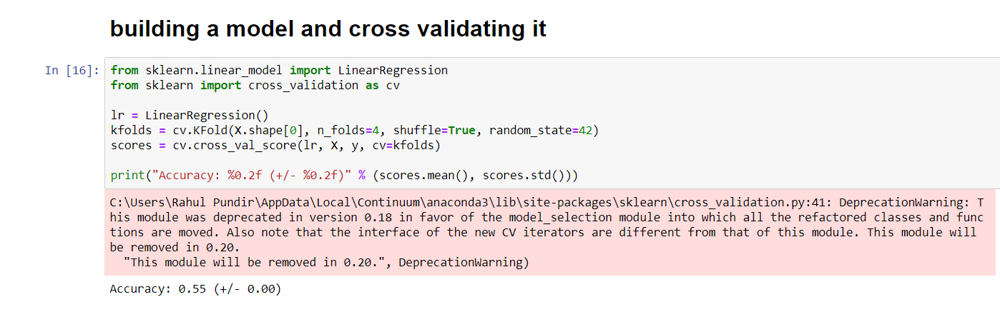 building a model and cross validating it
In [16]:
from sklearn.linear_model import LinearRegression
from sklearn import cross_validation as cv
lr = LinearRegression()
kfolds = cv.KFold(X.shape[0], n_folds=4, shuffle=True, random_state=42)
scores = cv.cross_val_score(lr, X, y, cv=kfolds)
print("Accuracy: %0.2f (+/- %0.2f)" % (scores.mean(), scores.std()))
C:\Users\Rahul Pundir\AppData\Local\Continuum\anaconda3\lib\site-packages\sklearn\cross_validation.py:41: DeprecationWarning: T
his module was deprecated in version 0.18 in favor of the model_selection module into which all the refactored classes and func
tions are moved. Also note that the interface of the new CV iterators are different from that of this module. This module will
be removed in 0.20.
"This module will be removed in 0.20.", DeprecationWarning)
Accuracy: 0.55 (+/- 0.00)